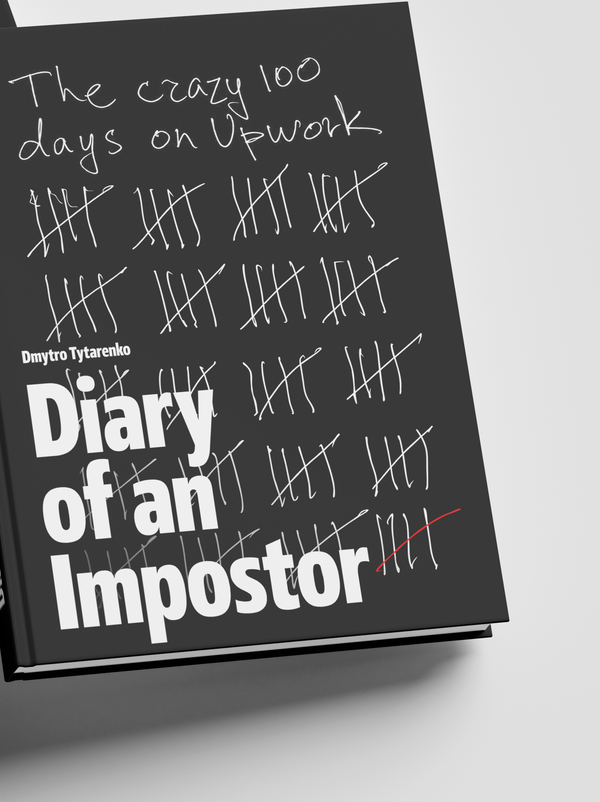 The crazy 100
days on Upwork
Dmytro Tytarenko
Diary
of an
Impostor